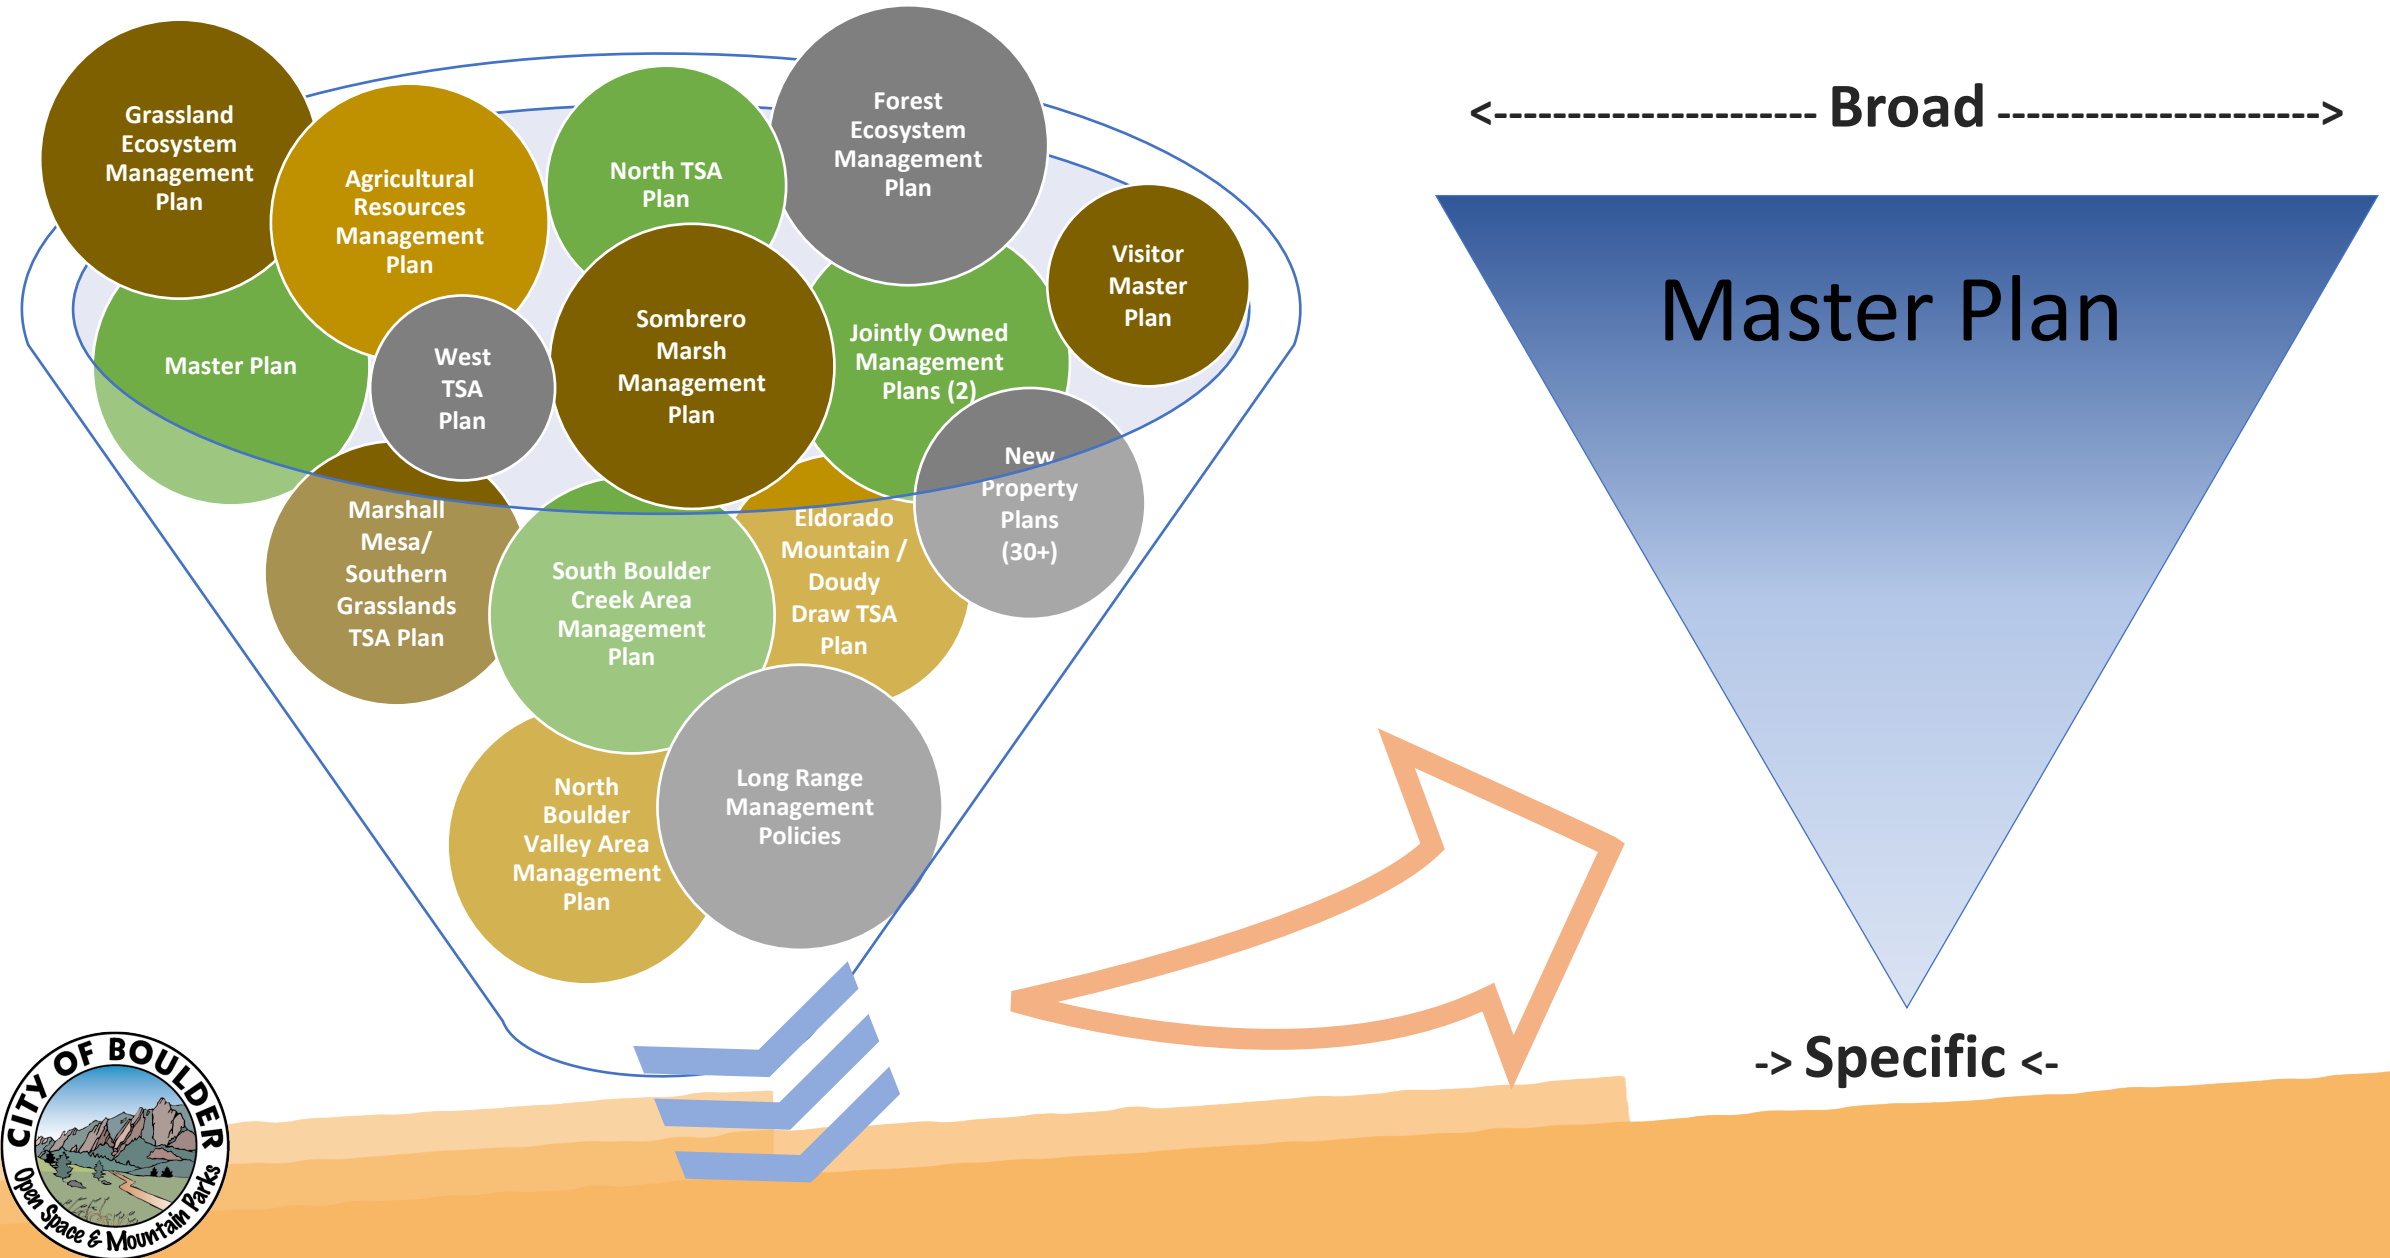 Grassland
Ecosystem
Management
Plan
Agricultural
Resources
Management
Plan
North TSA
Plan
Forest
Ecosystem
Management
Plan
Visitor
Master
Plan
Master Plan
West
TSA
Plan
Sombrero
Marsh
Management
Plan
Jointly Owned
Management
Plans (2)
New
Property
Plans
(30+)
Marshall
Mesa/
Southern
Grasslands
TSA Plan
South Boulder
Creek Area
Management
Plan
Eldorado
Mountain /
Doudy
Draw TSA
Plan
North
Boulder
Valley Area
Management
Plan
Long Range
Management
Policies
<---------------------- Broad ---------------------->
Master Plan
-> Specific <-
CITY OF BOULDER
Open Space & Mountain Parks